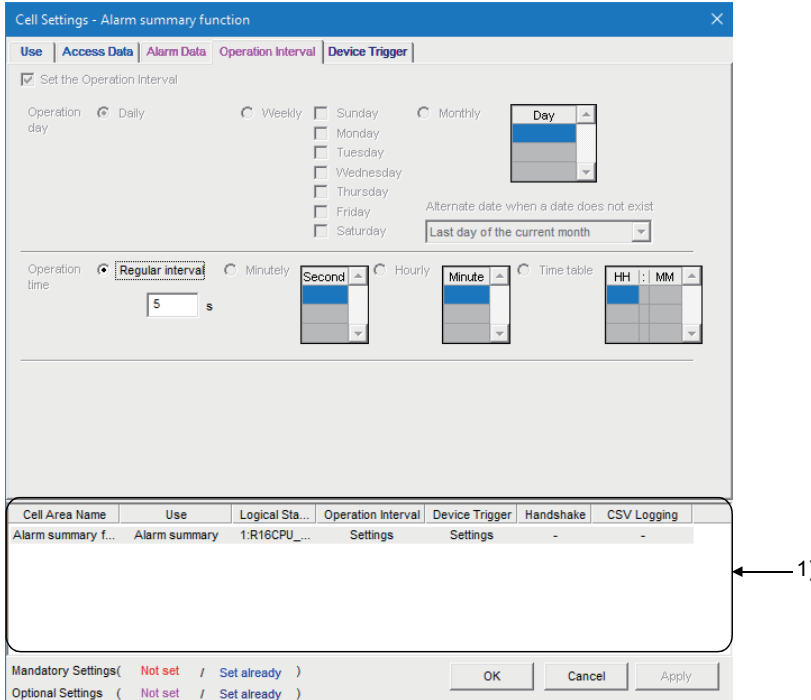 Cell Settings - Alarm summary function
Use Access Data Alarm Data Operation Interval Device Trigger
Set the Operation Interval
Operation day Daily Weekly Sunday Monthly Day
Monday
Tuesday
Wednesday
Thursday
Friday
Saturday
Alternate date when a date does not exist
Last day of the current month
Operation time Regular interval Minutely Second Hourly Minute Time table HH : MM
5 s
Cell Area Name Use Logical Sta... Operation Interval Device Trigger Handshake CSV Logging
Alarm summary f... Alarm summary 1:R16CPU_... Settings Settings - -
1)
Mandatory Settings( Not set / Set already )
Optional Settings ( Not set / Set already )
OK Cancel Apply